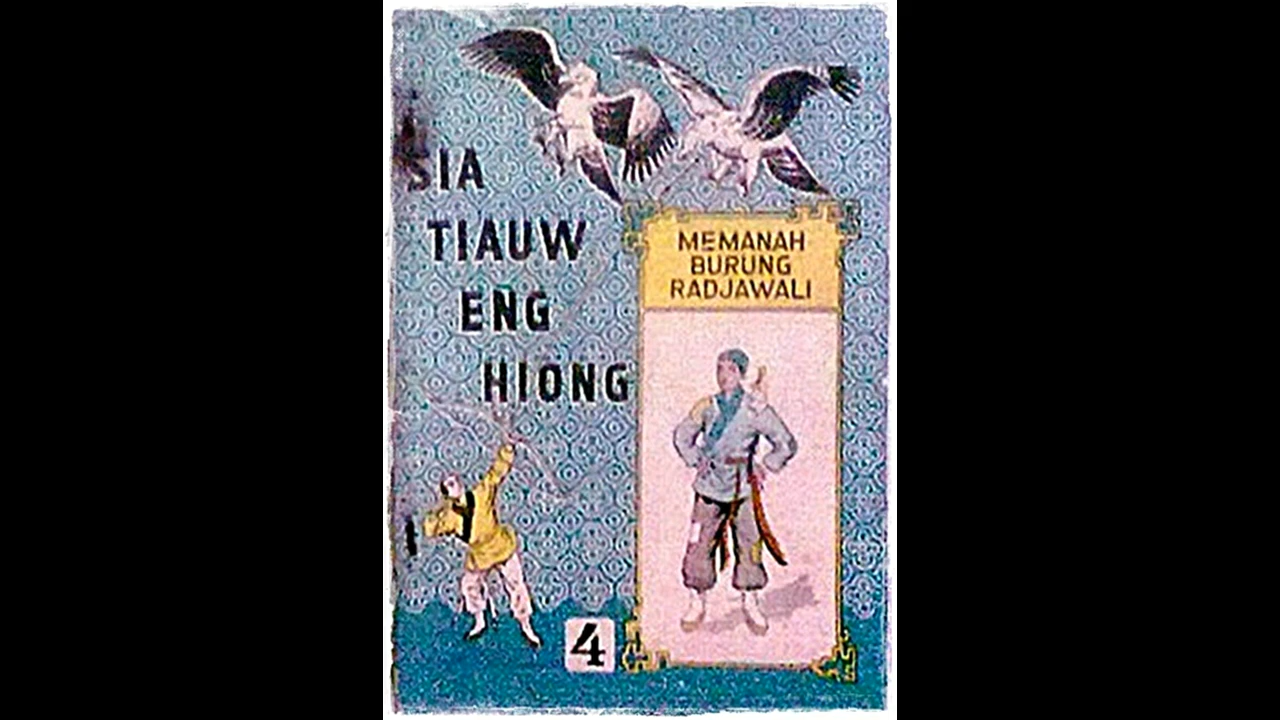 SIA
TIAUW
ENG
HIONG
MEMANAH
BURUNG
RADJAWALI
4